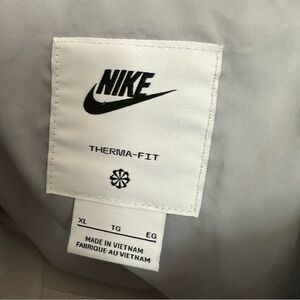 NIKE
THERMA-FIT
XL TG EG
MADE IN VIETNAM
FABRIQUÉ AU VIETNAM